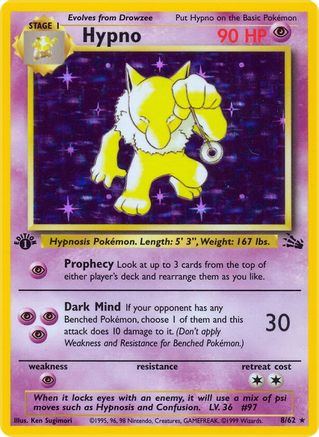 STAGE 1
Evolves from Drowzee
Put Hypno on the Basic Pokémon
Hypno
90 HP
EDITION
1
Hypnosis Pokémon. Length: 5' 3", Weight: 167 lbs.
Prophecy Look at up to 3 cards from the top of
either player's deck and rearrange them as you like.
Dark Mind If your opponent has any
Benched Pokémon, choose 1 of them and this
attack does 10 damage to it. (Don't apply
Weakness and Resistance for Benched Pokémon.)
30
weakness
resistance
retreat cost
When it locks eyes with an enemy, it will use a mix of psi
moves such as Hypnosis and Confusion. LV. 36 #97
Illus. Ken Sugimori
©1995, 96, 98 Nintendo, Creatures, GAMEFREAK. ©1999 Wizards.
8/62 ★